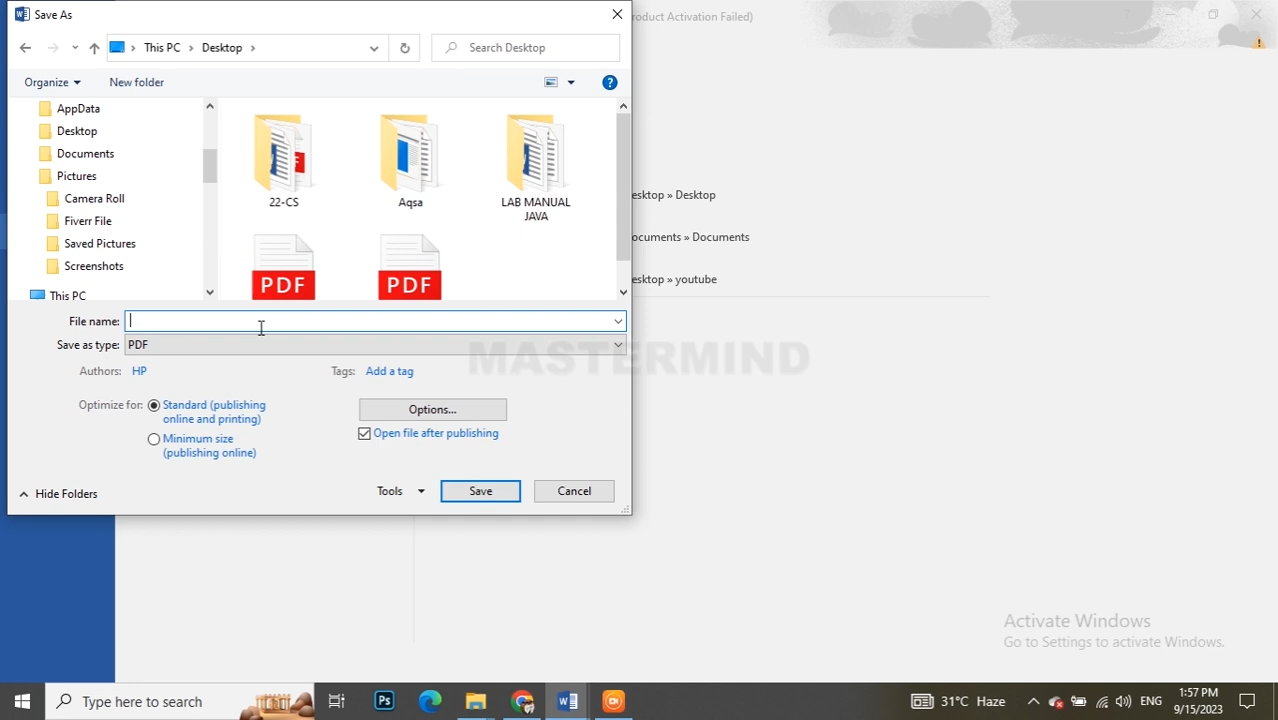 Save As
roduct Activation Failed)
This PC
Desktop
Search Desktop
Organize
New folder
AppData
Desktop
Documents
Pictures
Camera Roll
Fiverr File
Saved Pictures
Screenshots
This PC
22-CS
Aqsa
LAB MANUAL
JAVA
PDF
PDF
esktop » Desktop
ocuments » Documents
esktop » youtube
File name:
Save as type:
PDF
MASTERMIND
Authors:
HP
Tags:
Add a tag
Optimize for:
Standard (publishing
online and printing)
Minimum size
(publishing online)
Options...
Open file after publishing
Hide Folders
Tools
Save
Cancel
Activate Windows
Go to Settings to activate Windows.
Type here to search
Ps
31°C Haze
ENG
1:57 PM
9/15/2023